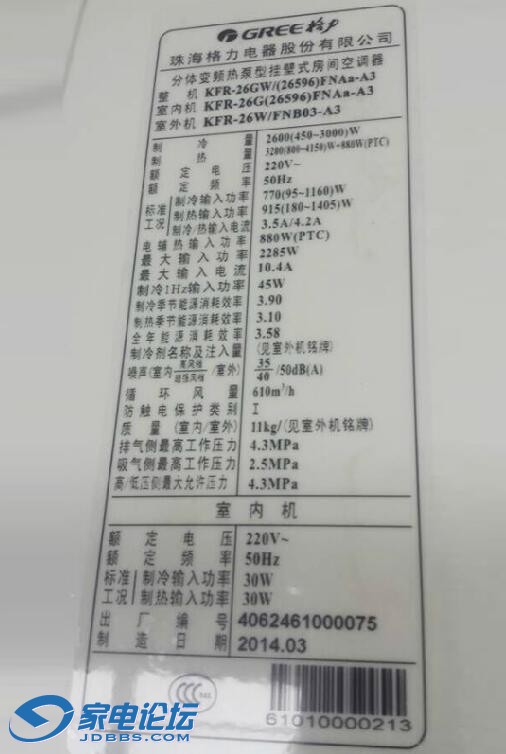 GREE 格力
珠海格力电器股份有限公司
分体变频热泵型挂壁式房间空调器
整 机 KFR-26GW/(26596)FNAa-A3
室内机 KFR-26G(26596)FNAa-A3
室外机 KFR-26W/FNB03-A3
制 冷 量 2600(450~3000)W
制 热 量 3200(800~4150)W+880W(PTC)
额 定 电 压 220V~
额 定 频 率 50Hz
标准工况 制冷输入功率 770(95~1160)W
制热输入功率 915(180~1405)W
制冷/热输入电流 3.5A/4.2A
电辅热输入功率 880W(PTC)
最大输入功率 2285W
最大输入电流 10.4A
制冷1Hz输入功率 45W
制冷季节能源消耗效率 3.90
制热季节能源消耗效率 3.10
全年能源消耗效率 3.58
制冷剂名称及注入量 (见室外机铭牌)
噪声(室内 高风档/超强风档 /室外) 35/40 /50dB(A)
循 环 风 量 610m³/h
防触电保护类别 I
质量(室内/室外) 11kg/(见室外机铭牌)
排气侧最高工作压力 4.3MPa
吸气侧最高工作压力 2.5MPa
高/低压侧最大允许压力 4.3MPa
室 内 机
额 定 电 压 220V~
额 定 频 率 50Hz
标准工况 制冷输入功率 30W
制热输入功率 30W
出 厂 编 号 4062461000075
制 造 日 期 2014.03
CCC S&E
61010000213
家电论坛
JDBBS.COM